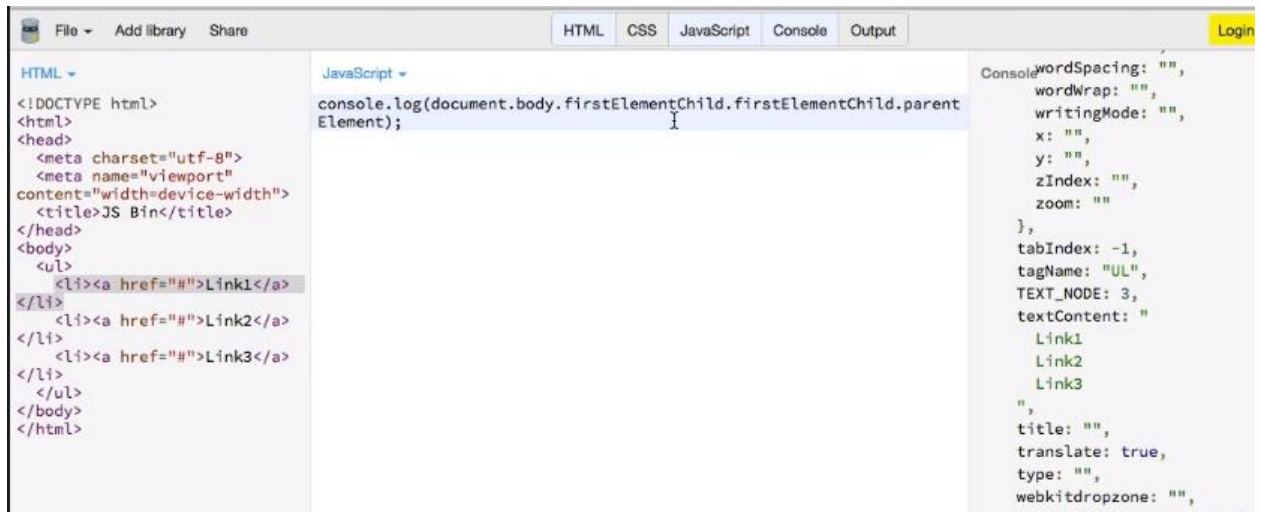 File Add library Share HTML CSS JavaScript Console Output Login
HTML
<!DOCTYPE html>
<html>
<head>
<meta charset="utf-8">
<meta name="viewport"
content="width=device-width">
<title>JS Bin</title>
</head>
<body>
<ul>
<li><a href="#">Link1</a>
</li>
<li><a href="#">Link2</a>
</li>
<li><a href="#">Link3</a>
</li>
</ul>
</body>
</html>
JavaScript
console.log(document.body.firstElementChild.firstElementChild.parent
Element);
Console
wordSpacing: "",
wordWrap: "",
writingMode: "",
x: "",
y: "",
zIndex: "",
zoom: ""
},
tabIndex: -1,
tagName: "UL",
TEXT_NODE: 3,
textContent: "
Link1
Link2
Link3
",
title: "",
translate: true,
type: "",
webkitdropzone: "",